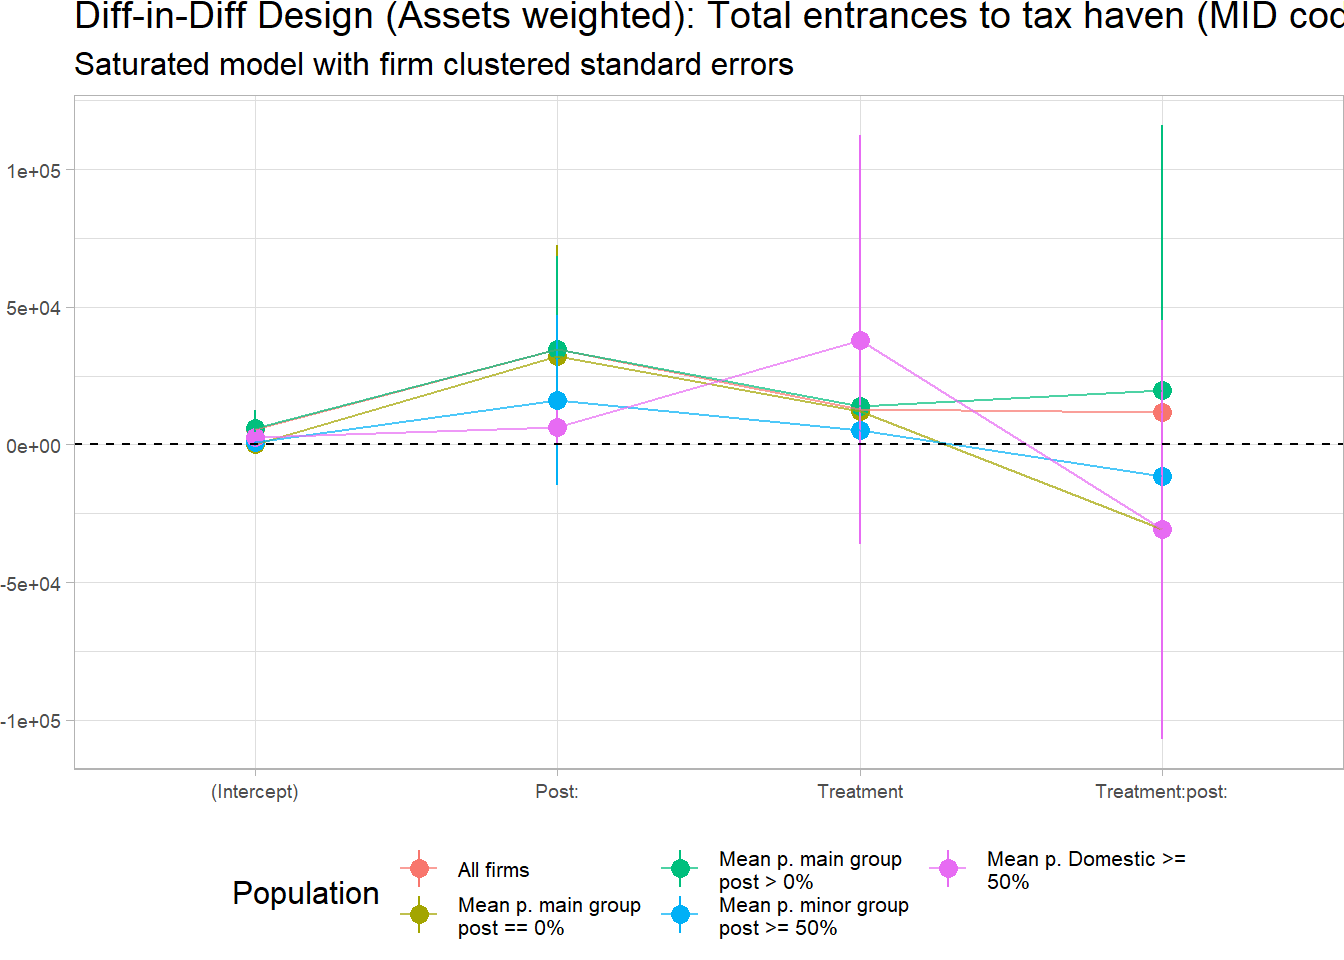 Diff-in-Diff Design (Assets weighted): Total entrances to tax haven (MID cod
Saturated model with firm clustered standard errors
1e+05
5e+04
0e+00
-5e+04
-1e+05
(Intercept)
Post:
Treatment
Treatment:post:
Population
All firms
Mean p. main group
post == 0%
Mean p. main group
post > 0%
Mean p. minor group
post >= 50%
Mean p. Domestic >=
50%